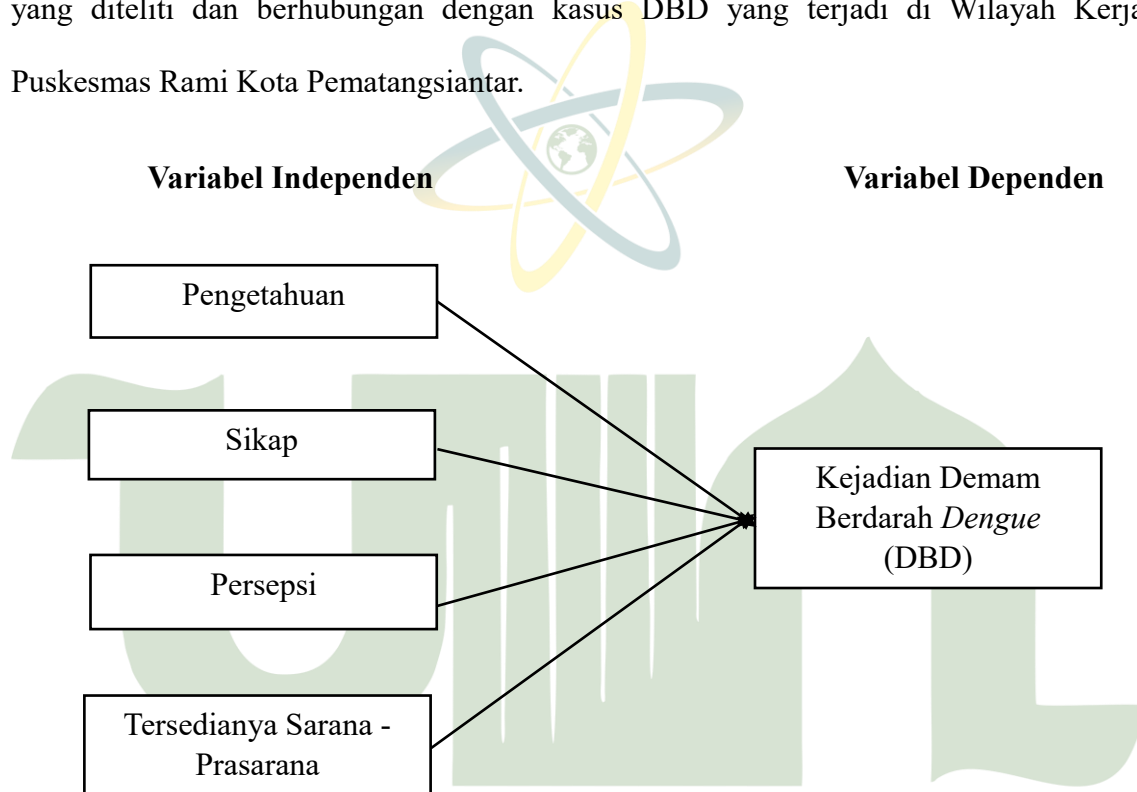 yang diteliti dan berhubungan dengan kasus DBD yang terjadi di Wilayah Kerja
Puskesmas Rami Kota Pematangsiantar.
Variabel Independen
Variabel Dependen
Pengetahuan
Sikap
Persepsi
Tersedianya Sarana -
Prasarana
Kejadian Demam
Berdarah Dengue
(DBD)